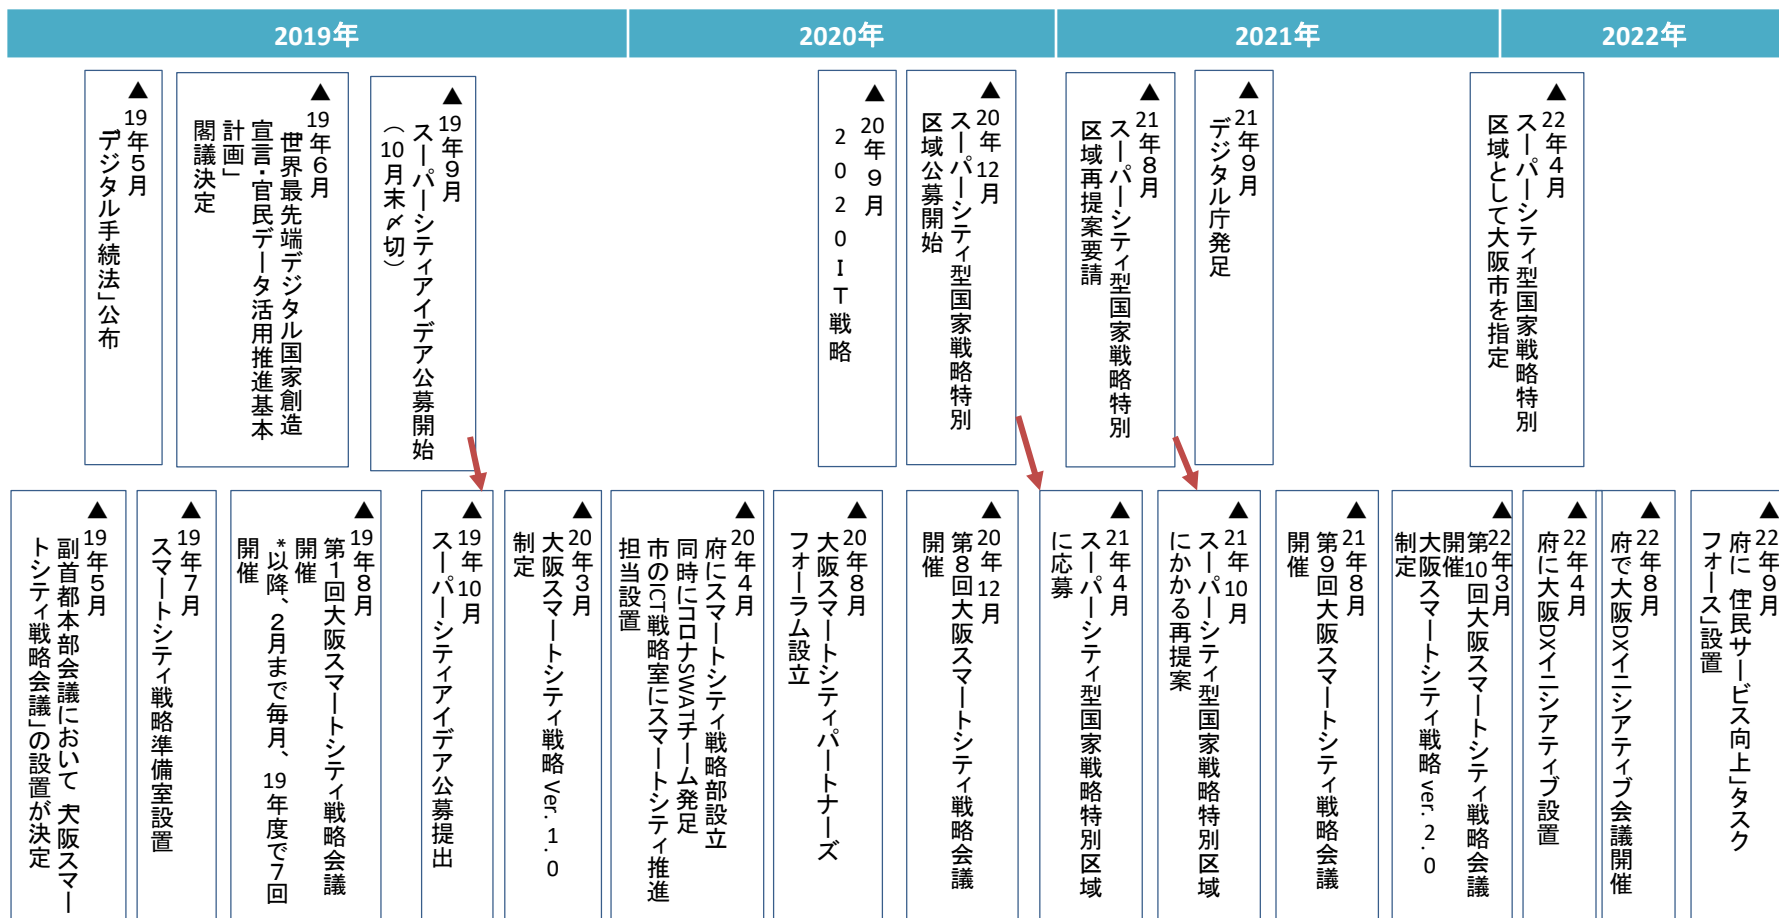 2019年
2020年
2021年
2022年
▲
19年5月
「デジタル手続法」公布
▲
19年6月
「世界最先端デジタル国家創造
宣言・官民データ活用推進基本
計画」
閣議決定
▲
19年9月
スーパーシティアイデア公募開始
（10月末〆切）
▲
20年9月
2020IT戦略
▲
20年12月
スーパーシティ型国家戦略特別
区域公募開始
▲
21年8月
スーパーシティ型国家戦略特別
区域再提案要請
▲
21年9月
デジタル庁発足
▲
22年4月
スーパーシティ型国家戦略特別
区域として大阪市を指定
▲
19年5月
副首都本部会議において「大阪スマー
トシティ戦略会議」の設置が決定
▲
19年7月
スマートシティ戦略準備室設置
▲
19年8月
第1回大阪スマートシティ戦略会議
開催
*以降、2月まで毎月、19年度で7回
開催
▲
19年10月
スーパーシティアイデア公募提出
▲
20年3月
大阪スマートシティ戦略Ver.1.0
制定
▲
20年4月
府にスマートシティ戦略部設立
同時にコロナSWATチーム発足
市のICT戦略室にスマートシティ推進
担当設置
▲
20年8月
大阪スマートシティパートナーズ
フォーラム設立
▲
20年12月
第8回大阪スマートシティ戦略会議
開催
▲
21年4月
スーパーシティ型国家戦略特別区域
に応募
▲
21年10月
スーパーシティ型国家戦略特別区域
にかかる再提案
▲
21年8月
第9回大阪スマートシティ戦略会議
開催
▲
22年3月
第10回大阪スマートシティ戦略会議
開催
大阪スマートシティ戦略ver.2.0
制定
▲
22年4月
府に大阪DXイニシアティブ設置
▲
22年8月
府で大阪DXイニシアティブ会議開催
▲
22年9月
府に「住民サービス向上」タスク
フォース」設置